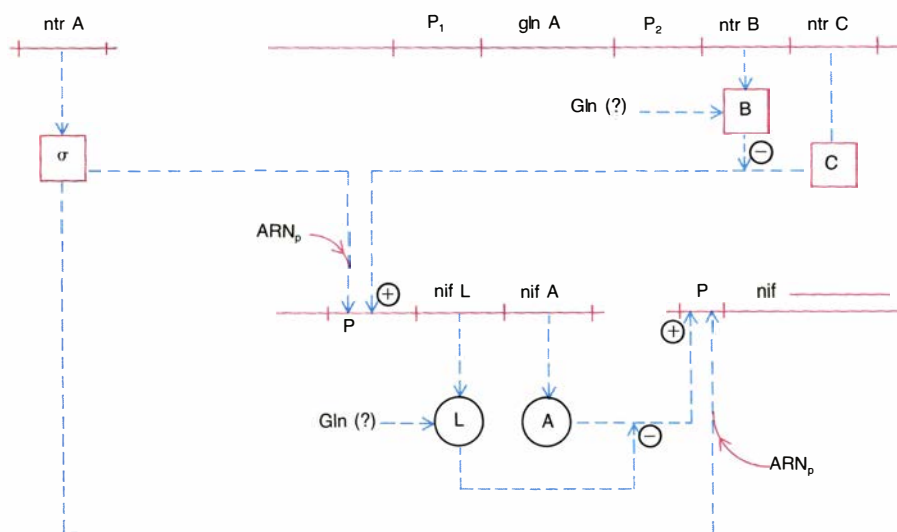 ntr A P₁ gln A P₂ ntr B ntr C
Gln (?) B
−
σ C
ARNₚ
+ nif L nif A P nif
P +
Gln (?) L A −
ARNₚ